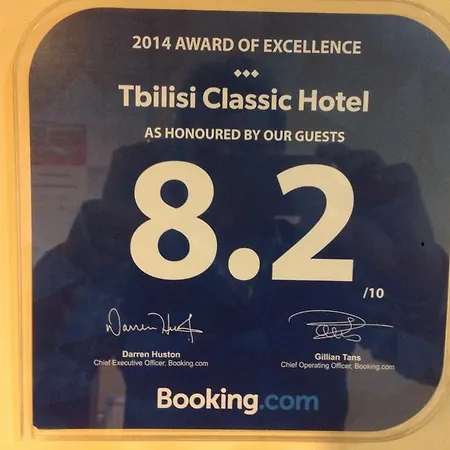 2014 AWARD OF EXCELLENCE
Tbilisi Classic Hotel
AS HONOURED BY OUR GUESTS
8.2
/10
Darren Huston
Chief Executive Officer, Booking.com
Gillian Tans
Chief Operating Officer, Booking.com
Booking.com